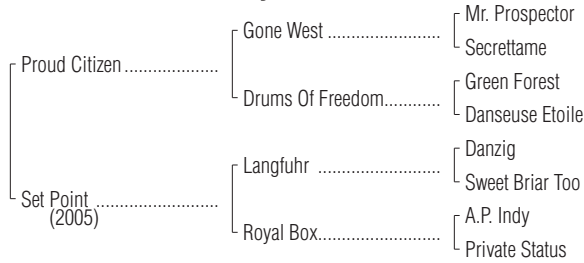 Mr. Prospector
Gone West
Secrettame
Proud Citizen
Green Forest
Drums Of Freedom
Danseuse Etoile
Danzig
Langfuhr
Sweet Briar Too
Set Point
(2005)
A.P. Indy
Royal Box
Private Status